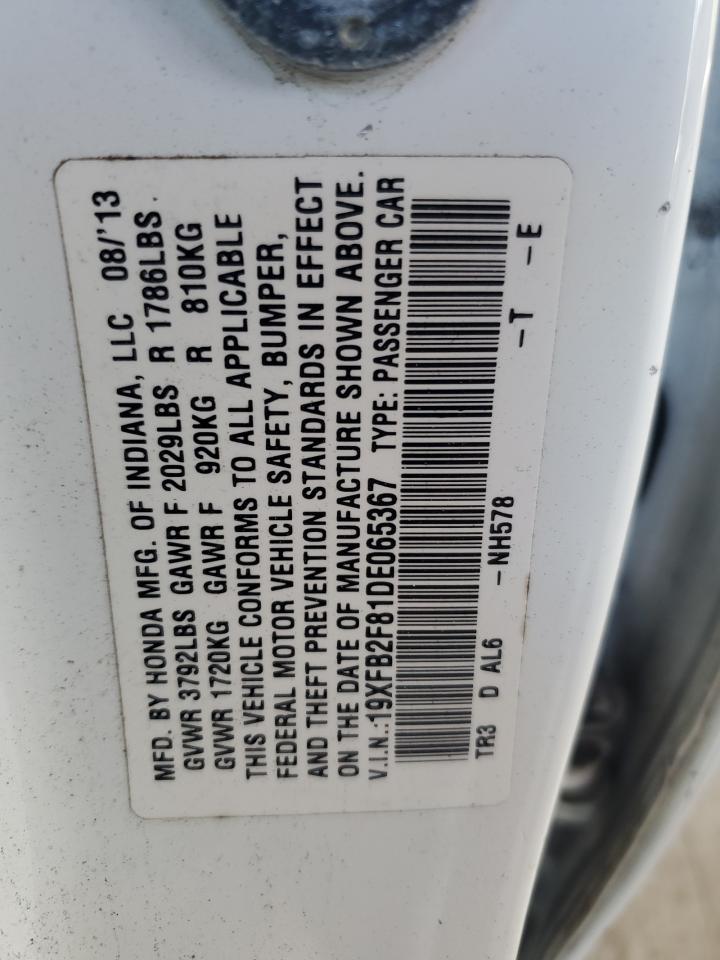 MFD. BY HONDA MFG. OF INDIANA, LLC 08/'13
GVWR 3792LBS GAWR F 2029LBS R 1786LBS.
GVWR 1720KG GAWR F 920KG R 810KG
THIS VEHICLE CONFORMS TO ALL APPLICABLE
FEDERAL MOTOR VEHICLE SAFETY, BUMPER,
AND THEFT PREVENTION STANDARDS IN EFFECT
ON THE DATE OF MANUFACTURE SHOWN ABOVE.
V.I.N.:19XFB2F81DE065367 TYPE: PASSENGER CAR
TR3 D AL6 -NH578 -T -E